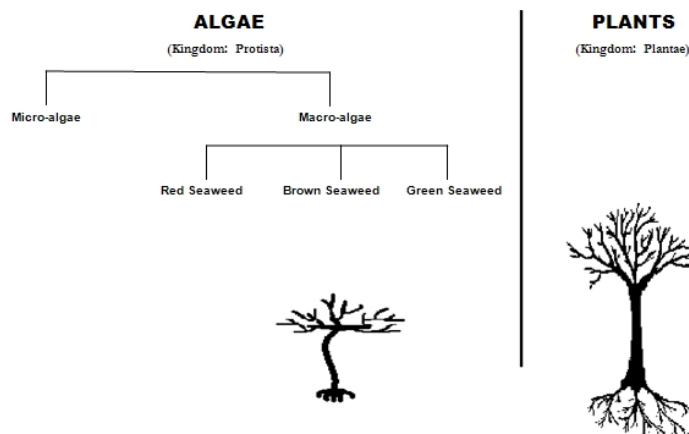 ALGAE
(Kingdom: Protista)
Micro-algae
Macro-algae
Red Seaweed
Brown Seaweed
Green Seaweed
PLANTS
(Kingdom: Plantae)